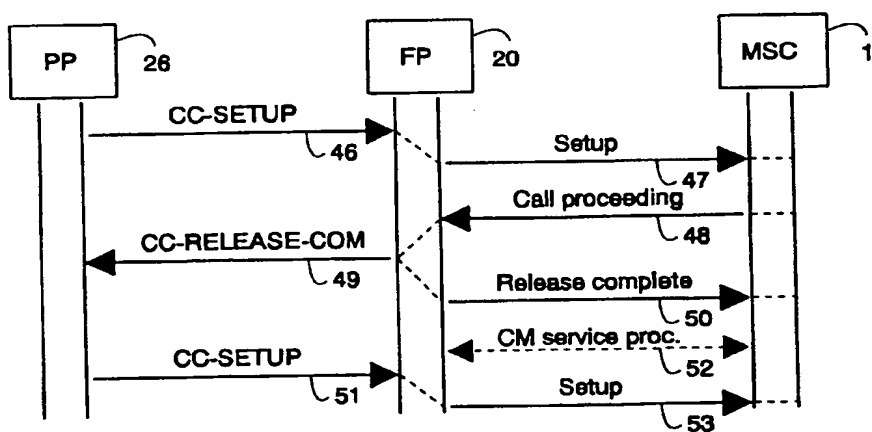 PP 26 FP 20 MSC 1
CC-SETUP
46
Setup
47
Call proceeding
48
CC-RELEASE-COM
49
Release complete
50
CM service proc.
52
CC-SETUP
51
Setup
53